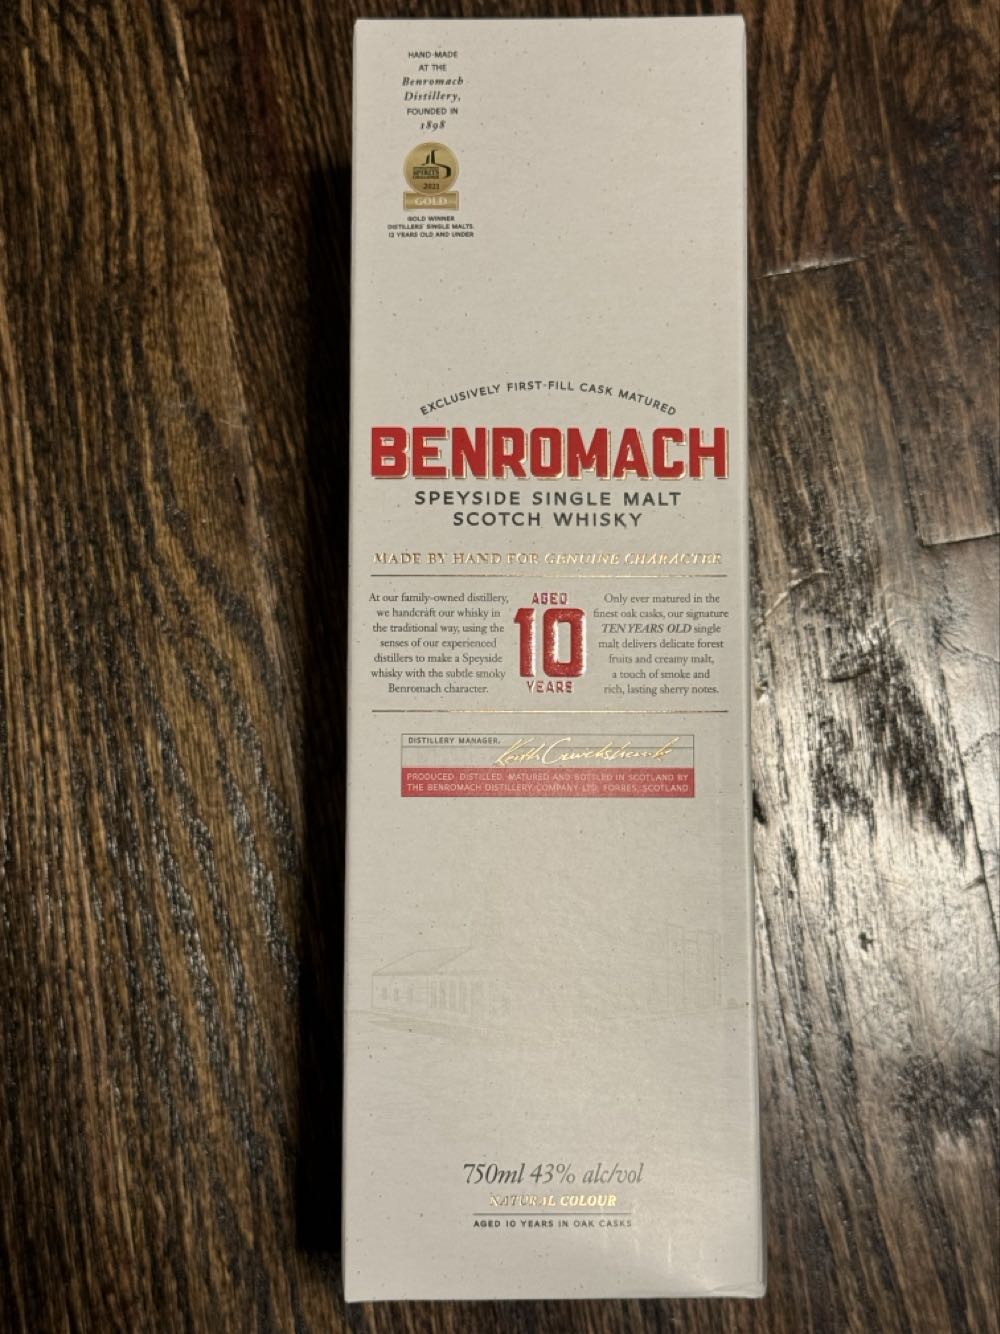 HAND-MADE
AT THE
Benromach
Distillery,
FOUNDED IN
1898
SPIRITS
2021
GOLD
GOLD WINNER
DISTILLERS' SINGLE MALTS
12 YEARS OLD AND UNDER
EXCLUSIVELY FIRST-FILL CASK MATURED
BENROMACH
SPEYSIDE SINGLE MALT
SCOTCH WHISKY
MADE BY HAND FOR GENUINE CHARACTER
At our family-owned distillery,
we handcraft our whisky in
the traditional way, using the
senses of our experienced
distillers to make a Speyside
whisky with the subtle smoky
Benromach character.
AGED
10
YEARS
Only ever matured in the
finest oak casks, our signature
TEN YEARS OLD single
malt delivers delicate forest
fruits and creamy malt,
a touch of smoke and
rich, lasting sherry notes.
DISTILLERY MANAGER,
Keith Cruickshank
PRODUCED, DISTILLED, MATURED AND BOTTLED IN SCOTLAND BY
THE BENROMACH DISTILLERY COMPANY LTD, FORRES, SCOTLAND
750ml 43% alc/vol
NATURAL COLOUR
AGED 10 YEARS IN OAK CASKS